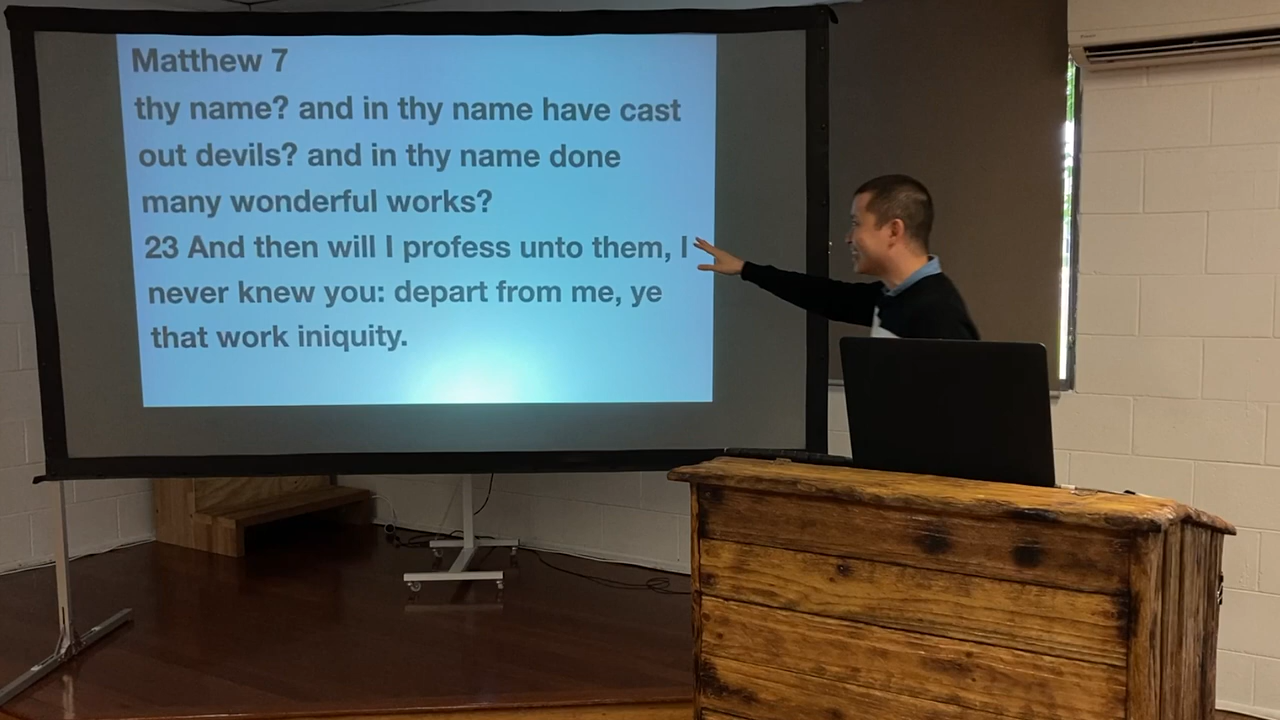 Matthew 7
thy name? and in thy name have cast
out devils? and in thy name done
many wonderful works?
23 And then will I profess unto them, I
never knew you: depart from me, ye
that work iniquity.